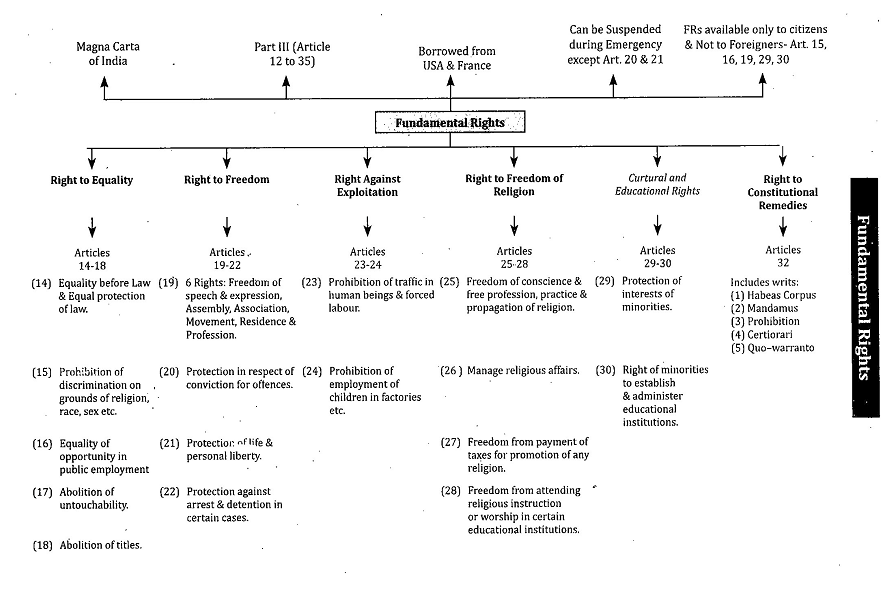 Magna Carta
of India
Part III (Article
12 to 35)
Borrowed from
USA & France
Can be Suspended
during Emergency
except Art. 20 & 21
FRs available only to citizens
& Not to Foreigners- Art. 15,
16, 19, 29, 30
Fundamental Rights
Right to Equality
Articles
14-18
(14) Equality before Law
& Equal protection
of law.
(15) Prohibition of
discrimination on
grounds of religion,
race, sex etc.
(16) Equality of
opportunity in
public employment
(17) Abolition of
untouchability.
(18) Abolition of titles.
Right to Freedom
Articles
19-22
(19) 6 Rights: Freedom of
speech & expression,
Assembly, Association,
Movement, Residence &
Profession.
(20) Protection in respect of
conviction for offences.
(21) Protection of life &
personal liberty.
(22) Protection against
arrest & detention in
certain cases.
Right Against
Exploitation
Articles
23-24
(23) Prohibition of traffic in
human beings & forced
labour.
(24) Prohibition of
employment of
children in factories
etc.
Right to Freedom of
Religion
Articles
25-28
(25) Freedom of conscience &
free profession, practice &
propagation of religion.
(26) Manage religious affairs.
(27) Freedom from payment of
taxes for promotion of any
religion.
(28) Freedom from attending
religious instruction
or worship in certain
educational institutions.
Curtural and
Educational Rights
Articles
29-30
(29) Protection of
interests of
minorities.
(30) Right of minorities
to establish
& administer
educational
institutions.
Right to
Constitutional
Remedies
Articles
32
Includes writs:
(1) Habeas Corpus
(2) Mandamus
(3) Prohibition
(4) Certiorari
(5) Quo-warranto
Fundamental Rights